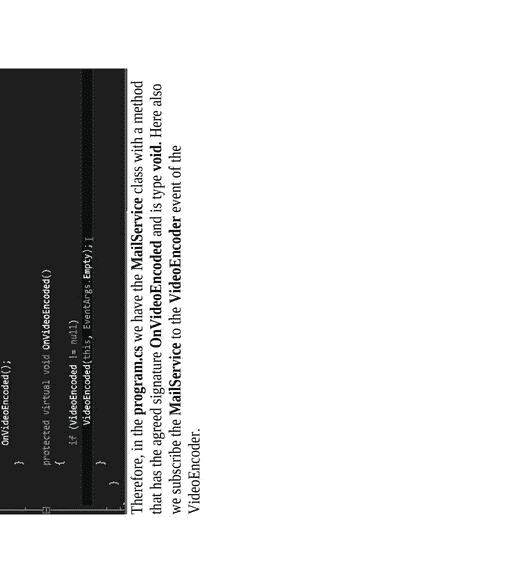 OnVideoEncoded();
}
protected virtual void OnVideoEncoded()
{
if (VideoEncoded != null)
VideoEncoded(this, EventArgs.Empty);
}
}
Therefore, in the program.cs we have the MailService class with a method
that has the agreed signature OnVideoEncoded and is type void. Here also
we subscribe the MailService to the VideoEncoder event of the
VideoEncoder.